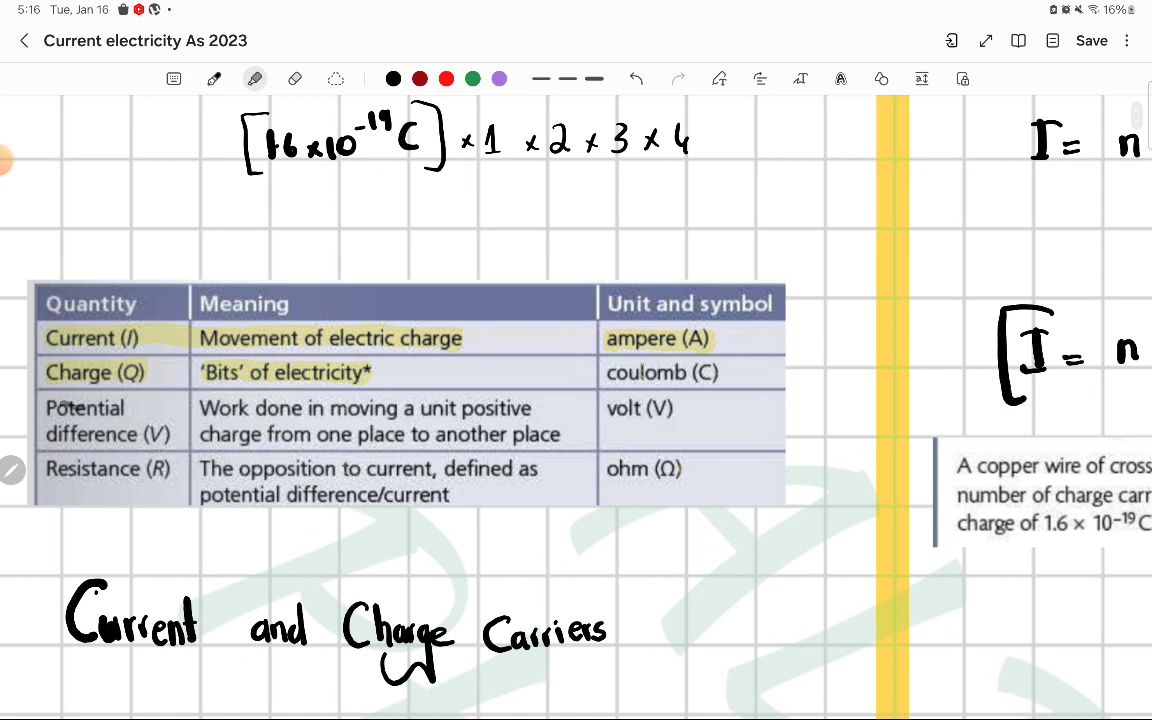 5:16 Tue, Jan 16
16%
Current electricity As 2023
Save
[1.6 x 10⁻¹⁹ C] x 1 x 2 x 3 x 4
I = n
Quantity Meaning Unit and symbol
Current (I) Movement of electric charge ampere (A)
Charge (Q) 'Bits' of electricity* coulomb (C)
Potential difference (V) Work done in moving a unit positive charge from one place to another place volt (V)
Resistance (R) The opposition to current, defined as potential difference/current ohm (Ω)
[I = n
A copper wire of cross
number of charge carr
charge of 1.6 × 10⁻¹⁹ C
Current and Charge Carriers